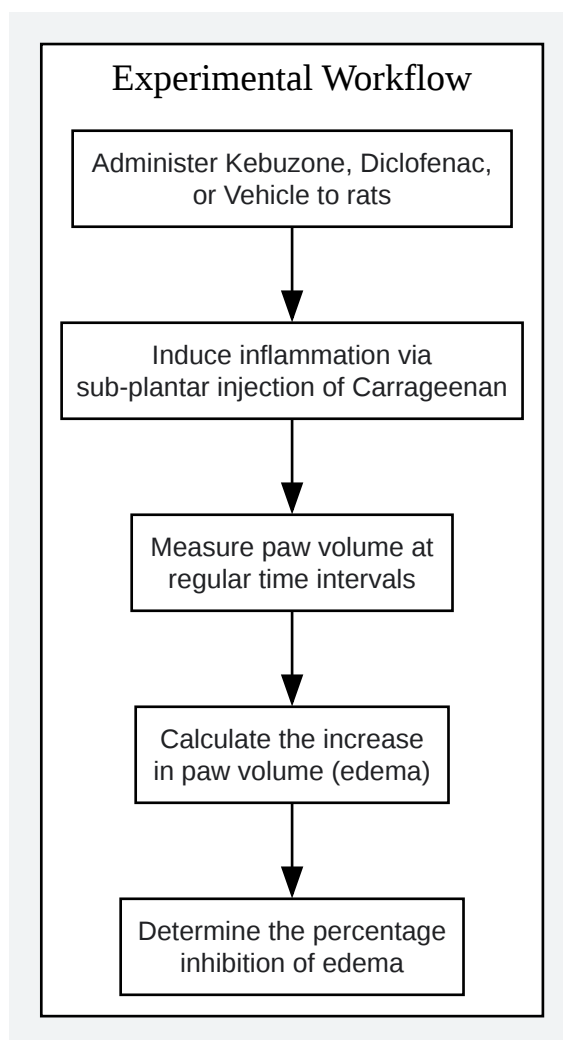 Experimental Workflow
Administer Kebuzone, Diclofenac,
or Vehicle to rats
Induce inflammation via
sub-plantar injection of Carrageenan
Measure paw volume at
regular time intervals
Calculate the increase
in paw volume (edema)
Determine the percentage
inhibition of edema